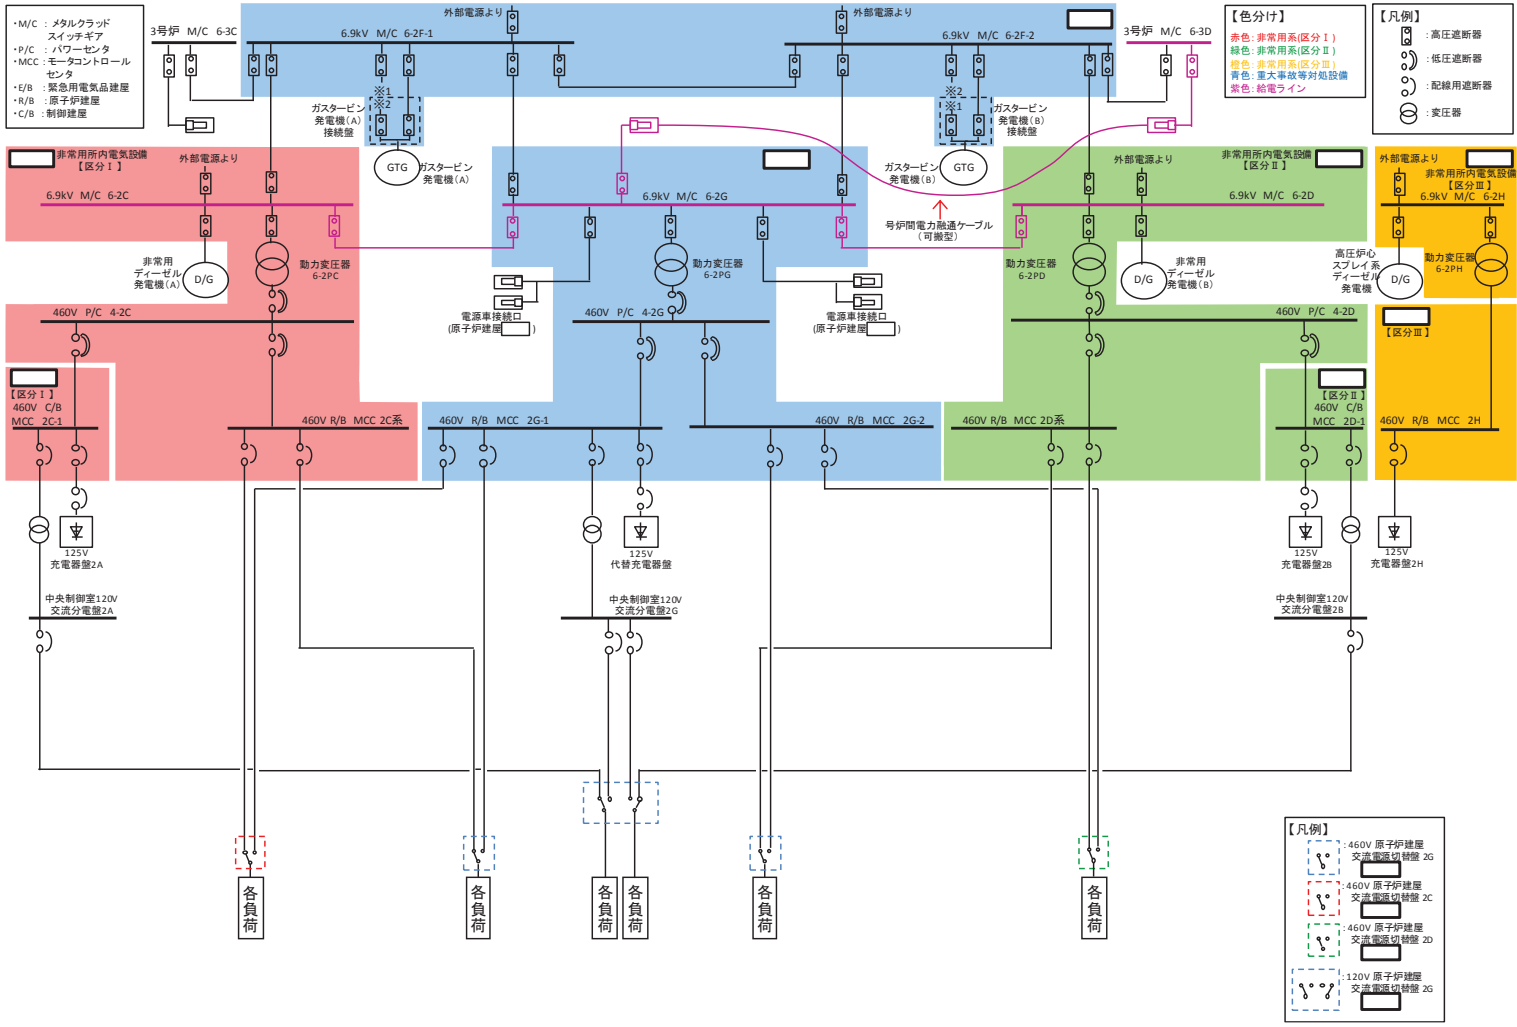 ・M/C : メタルクラッド
スイッチギア
・P/C : パワーセンタ
・MCC : モータコントロール
センタ
・E/B : 緊急用電気品建屋
・R/B : 原子炉建屋
・C/B : 制御建屋
3号炉 M/C 6-3C
外部電源より
6.9kV M/C 6-2F-1
外部電源より
6.9kV M/C 6-2F-2
3号炉 M/C 6-3D
【色分け】
赤色:非常用系(区分Ⅰ)
緑色:非常用系(区分Ⅱ)
橙色:非常用系(区分Ⅲ)
青色:重大事故等対処設備
紫色:給電ライン
【凡例】
:高圧遮断器
:低圧遮断器
:配線用遮断器
:変圧器
※1
※2
ガスタービン
発電機(A)
接続盤
GTG
ガスタービン
発電機(A)
※2
※1
ガスタービン
発電機(B)
接続盤
ガスタービン
発電機(B)
GTG
非常用所内電気設備
【区分Ⅰ】
外部電源より
6.9kV M/C 6-2C
非常用
ディーゼル
発電機(A)
D/G
動力変圧器
6-2PC
460V P/C 4-2C
6.9kV M/C 6-2G
号炉間電力融通ケーブル
(可搬型)
動力変圧器
6-2PG
電源車接続口
(原子炉建屋 )
460V P/C 4-2G
電源車接続口
(原子炉建屋 )
外部電源より
非常用所内電気設備
【区分Ⅱ】
6.9kV M/C 6-2D
動力変圧器
6-2PD
D/G
非常用
ディーゼル
発電機(B)
460V P/C 4-2D
外部電源より
非常用所内電気設備
【区分Ⅲ】
6.9kV M/C 6-2H
高圧炉心
スプレイ系
ディーゼル
発電機
D/G
動力変圧器
6-2PH
【区分Ⅲ】
【区分Ⅰ】
460V C/B
MCC 2C-1
460V R/B MCC 2C系
460V R/B MCC 2G-1
460V R/B MCC 2G-2
460V R/B MCC 2D系
【区分Ⅱ】
460V C/B
MCC 2D-1
460V R/B MCC 2H
125V
充電器盤2A
125V
代替充電器盤
125V
充電器盤2B
125V
充電器盤2H
中央制御室120V
交流分電盤2A
中央制御室120V
交流分電盤2G
中央制御室120V
交流分電盤2B
各負荷
各負荷
各負荷
各負荷
各負荷
各負荷
【凡例】
:460V 原子炉建屋
交流電源切替盤 2G
:460V 原子炉建屋
交流電源切替盤 2C
:460V 原子炉建屋
交流電源切替盤 2D
:120V 原子炉建屋
交流電源切替盤 2G